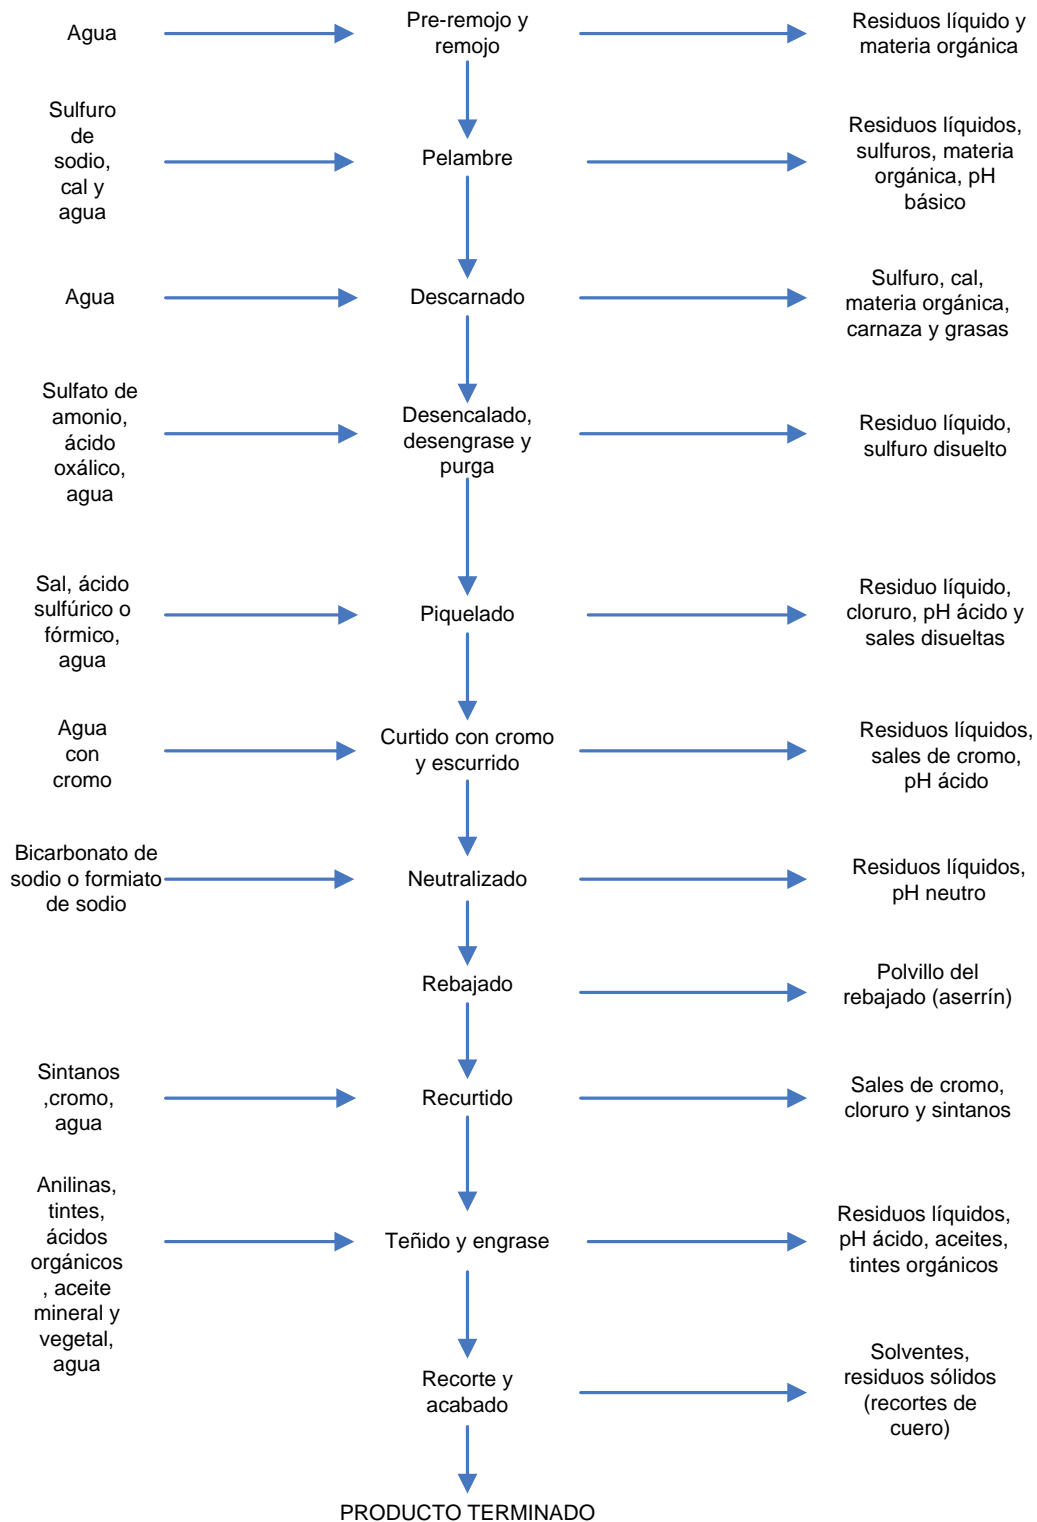 Agua
Pre-remojo y
remojo
Residuos líquido y
materia orgánica
Sulfuro
de
sodio,
cal y
agua
Pelambre
Residuos líquidos,
sulfuros, materia
orgánica, pH
básico
Agua
Descarnado
Sulfuro, cal,
materia orgánica,
carnaza y grasas
Sulfato de
amonio,
ácido
oxálico,
agua
Desencalado,
desengrase y
purga
Residuo líquido,
sulfuro disuelto
Sal, ácido
sulfúrico o
fórmico,
agua
Piquelado
Residuo líquido,
cloruro, pH ácido y
sales disueltas
Agua
con
cromo
Curtido con cromo
y escurrido
Residuos líquidos,
sales de cromo,
pH ácido
Bicarbonato de
sodio o formiato
de sodio
Neutralizado
Residuos líquidos,
pH neutro
Rebajado
Polvillo del
rebajado (aserrín)
Sintanos
,cromo,
agua
Recurtido
Sales de cromo,
cloruro y sintanos
Anilinas,
tintes,
ácidos
orgánicos
, aceite
mineral y
vegetal,
agua
Teñido y engrase
Residuos líquidos,
pH ácido, aceites,
tintes orgánicos
Recorte y
acabado
Solventes,
residuos sólidos
(recortes de
cuero)
PRODUCTO TERMINADO